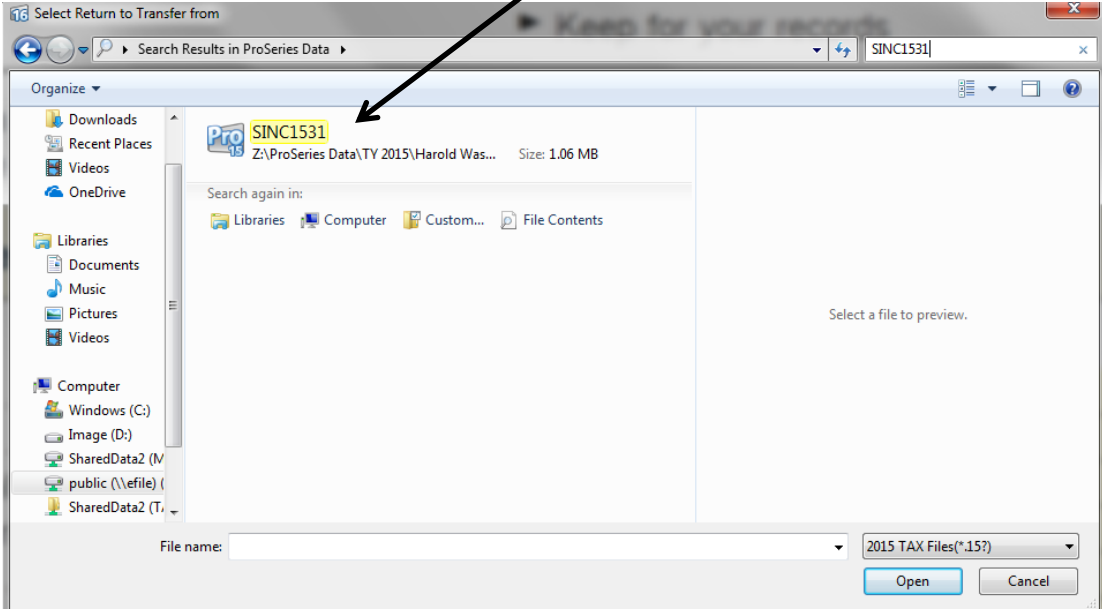 16 Select Return to Transfer from
► Keep for your records
Search Results in ProSeries Data
SINC1531
Organize
Downloads
Recent Places
Videos
OneDrive
Libraries
Documents
Music
Pictures
Videos
Computer
Windows (C:)
Image (D:)
SharedData2 (M
public (\\efile) (
SharedData2 (T
Pro 15
SINC1531
Z:\ProSeries Data\TY 2015\Harold Was... Size: 1.06 MB
Search again in:
Libraries Computer Custom... File Contents
Select a file to preview.
File name:
2015 TAX Files(*.15?)
Open Cancel